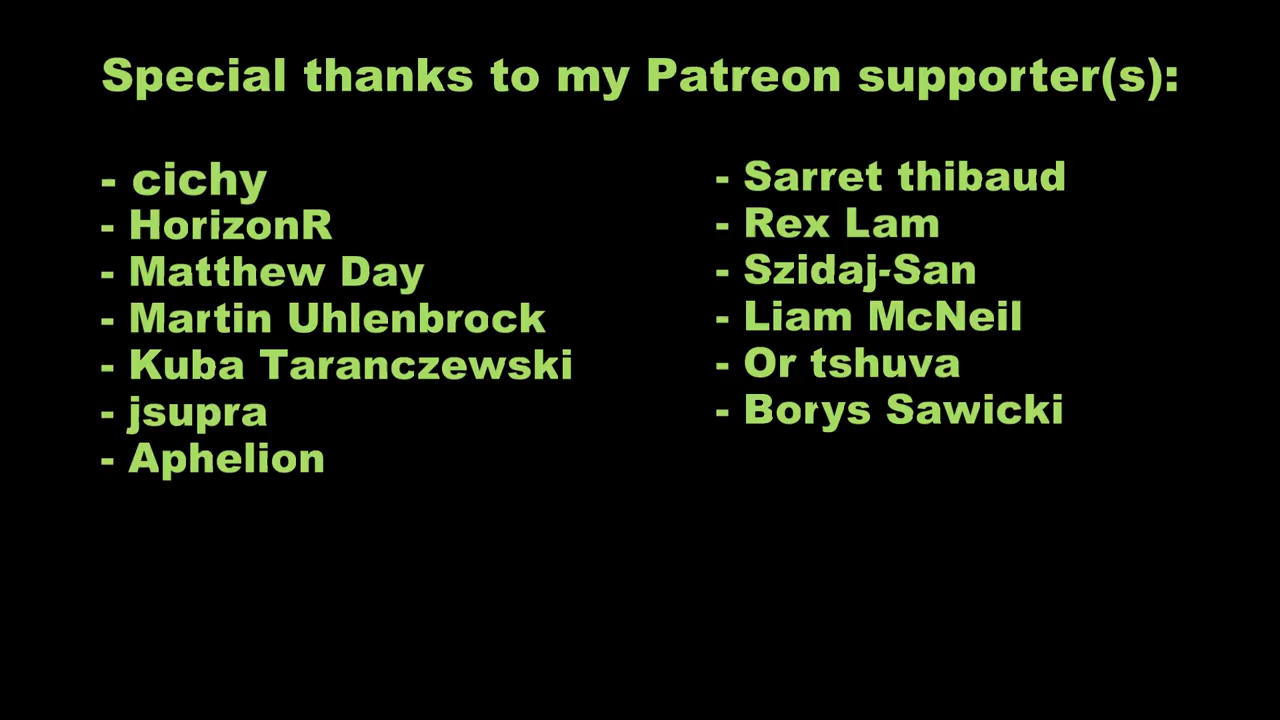 Special thanks to my Patreon supporter(s):
- cichy
- HorizonR
- Matthew Day
- Martin Uhlenbrock
- Kuba Taranczewski
- jsupra
- Aphelion
- Sarret thibaud
- Rex Lam
- Szidaj-San
- Liam McNeil
- Or tshuva
- Borys Sawicki